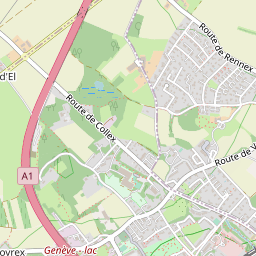 Route de Rennex
d'El
Route de Collex
Route de V
A1
Genève - lac
ovrex